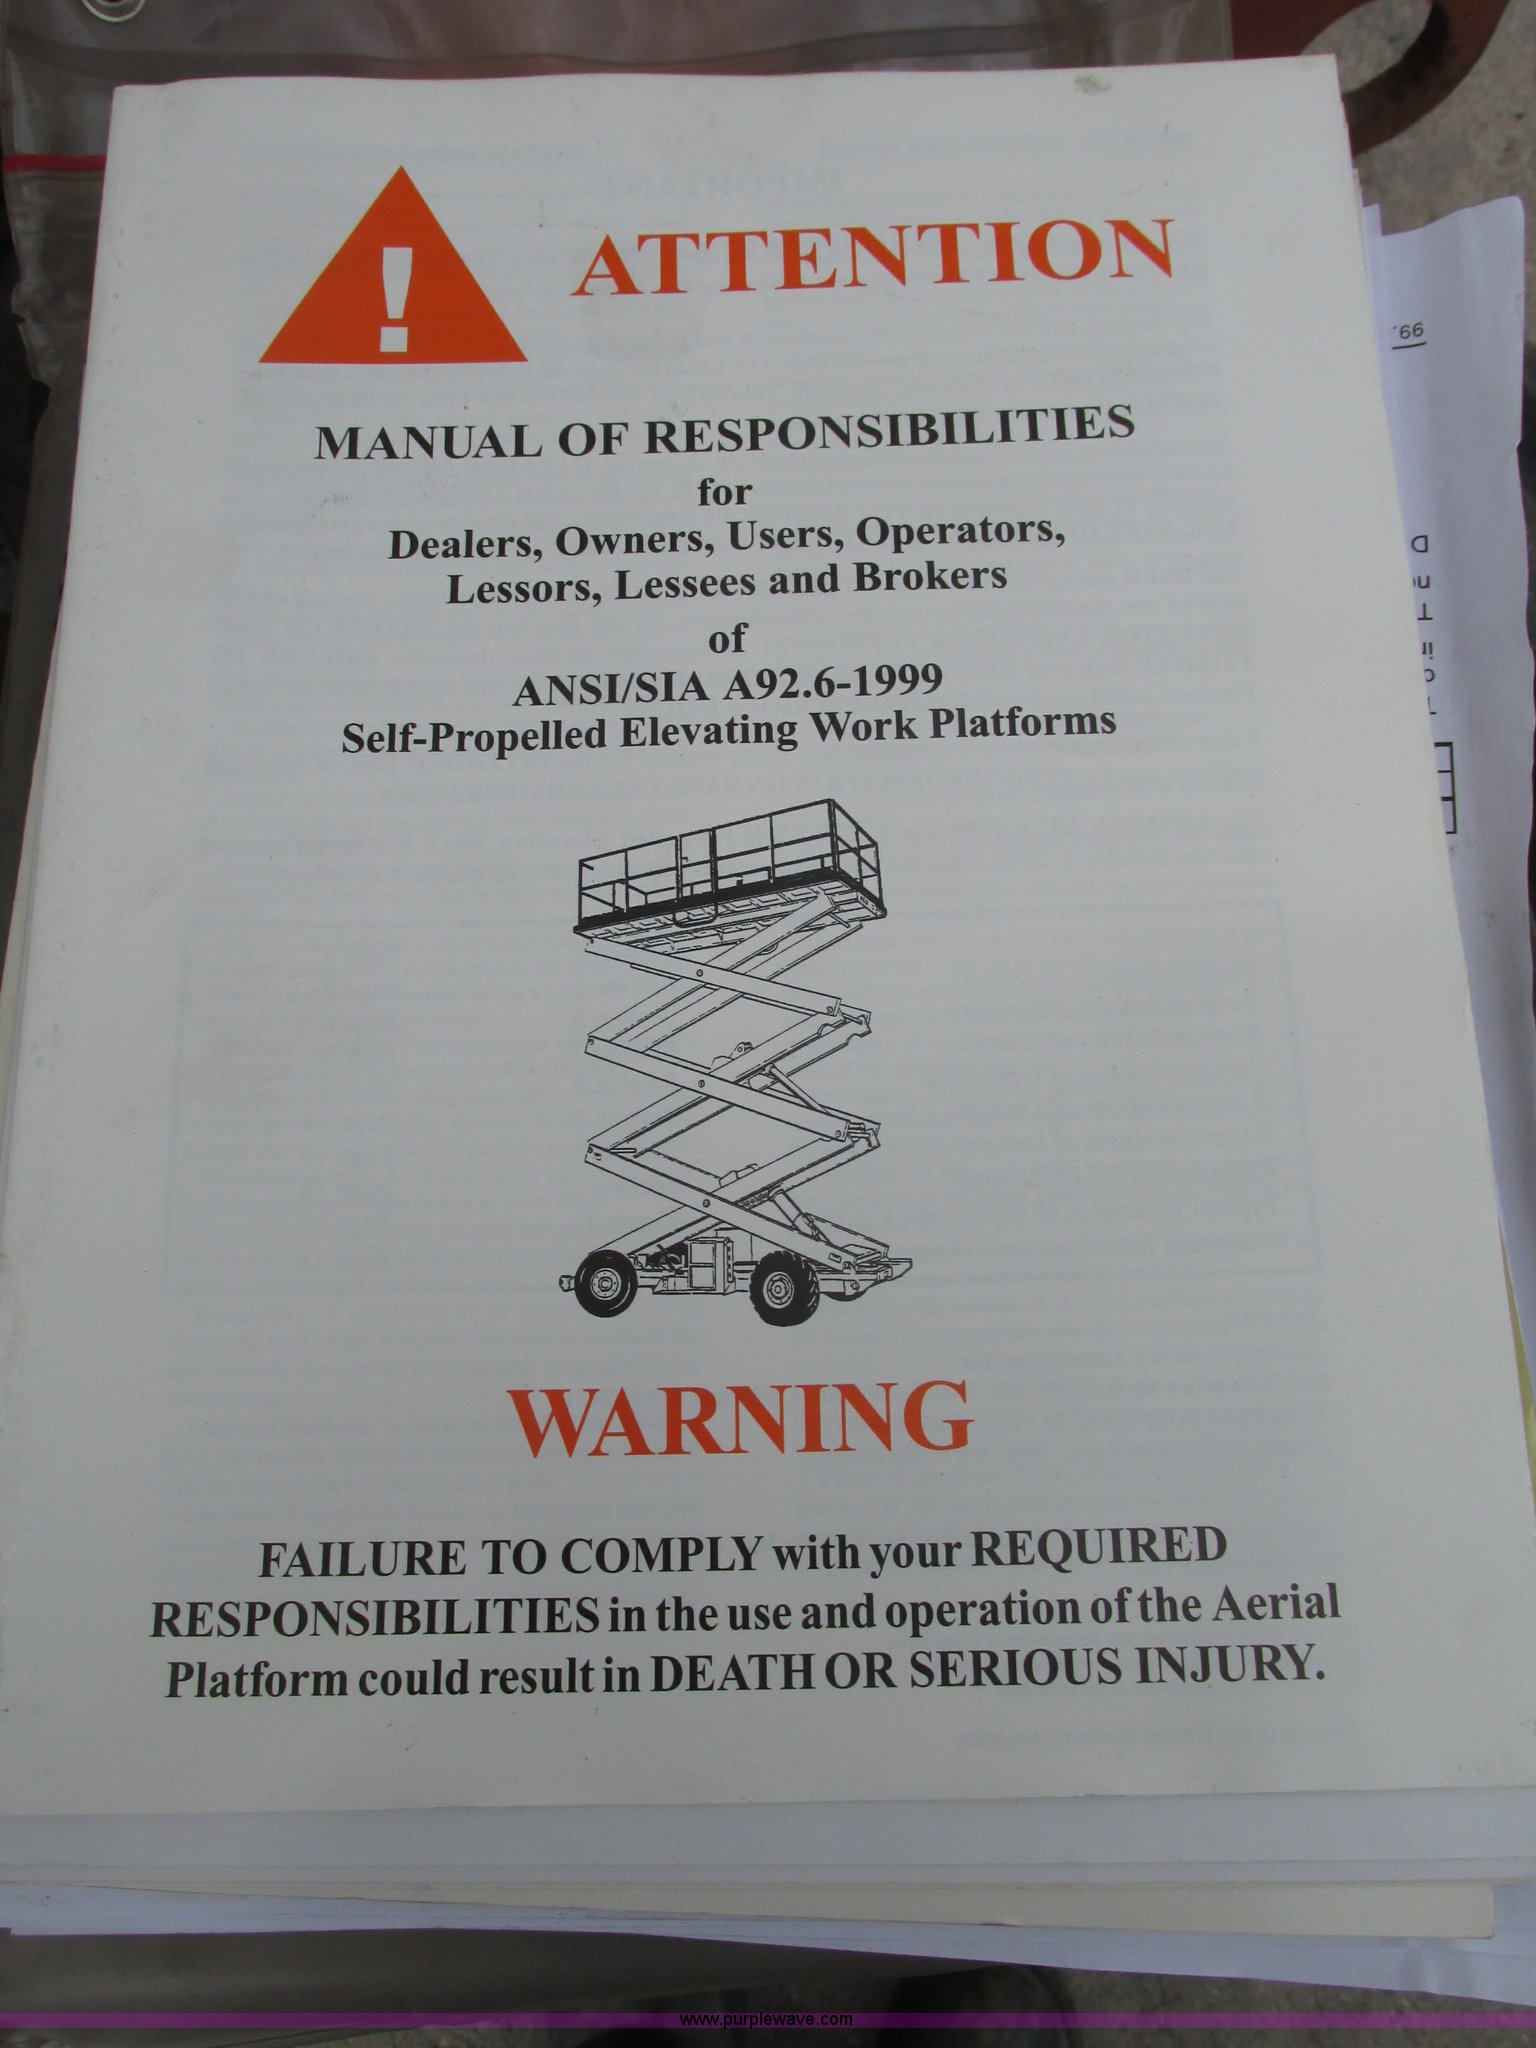 ATTENTION
MANUAL OF RESPONSIBILITIES
for
Dealers, Owners, Users, Operators,
Lessors, Lessees and Brokers
of
ANSI/SIA A92.6-1999
Self-Propelled Elevating Work Platforms
WARNING
FAILURE TO COMPLY with your REQUIRED
RESPONSIBILITIES in the use and operation of the Aerial
Platform could result in DEATH OR SERIOUS INJURY.
www.purplewave.com